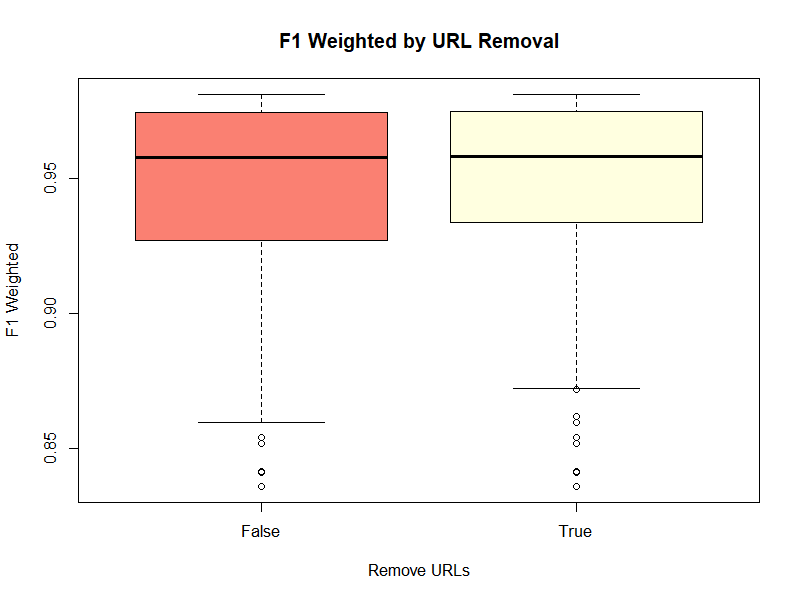 F1 Weighted by URL Removal
F1 Weighted
0.95
0.90
0.85
False
True
Remove URLs